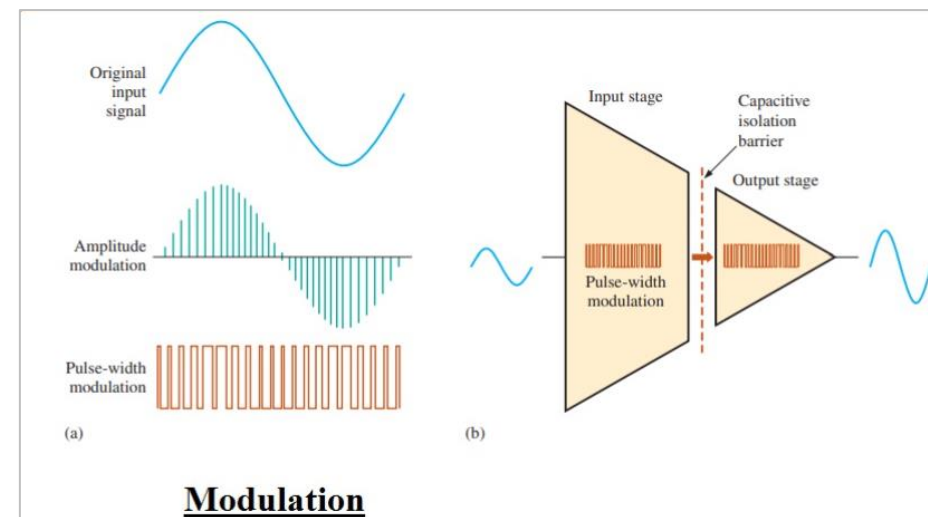 Original
input
signal
Amplitude
modulation
Pulse-width
modulation
(a)
Input stage
Capacitive
isolation
barrier
Output stage
Pulse-width
modulation
(b)
Modulation